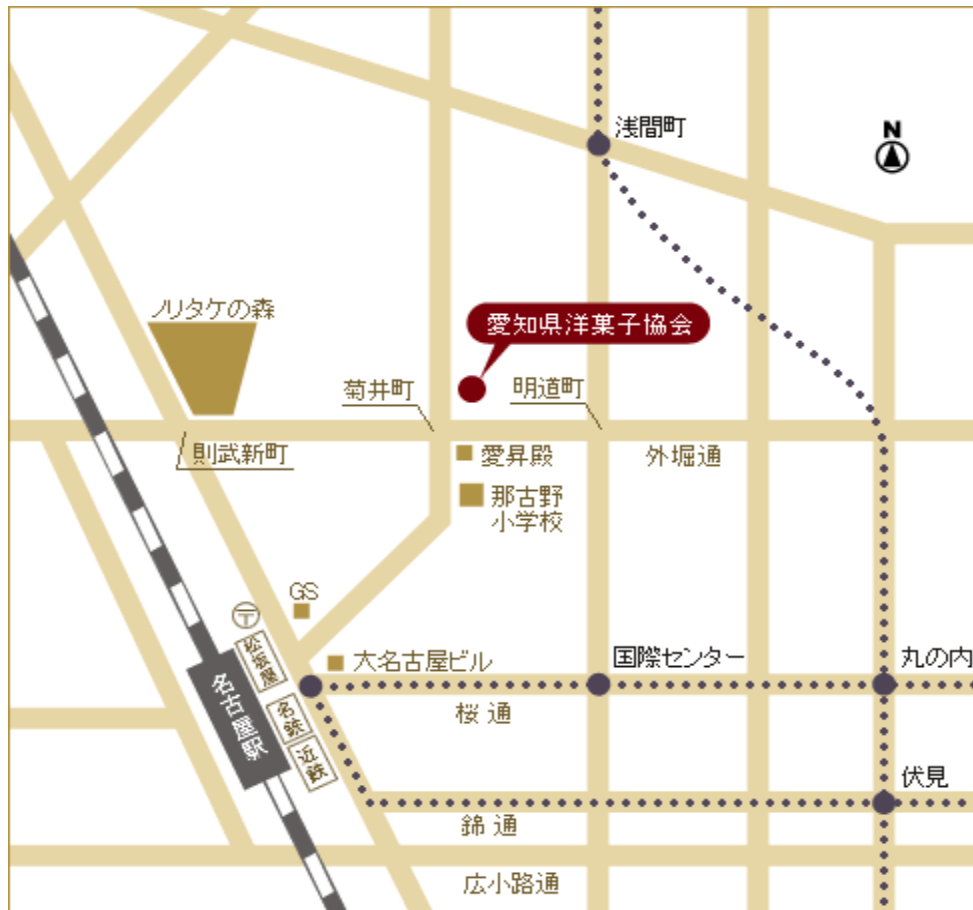 N
浅間町
ノリタケの森
愛知県洋菓子協会
菊井町
明道町
則武新町
愛昇殿
外堀通
那古野
小学校
GS
〒
松坂屋
大名古屋ビル
国際センター
丸の内
名古屋駅
名鉄
桜通
近鉄
伏見
錦通
広小路通